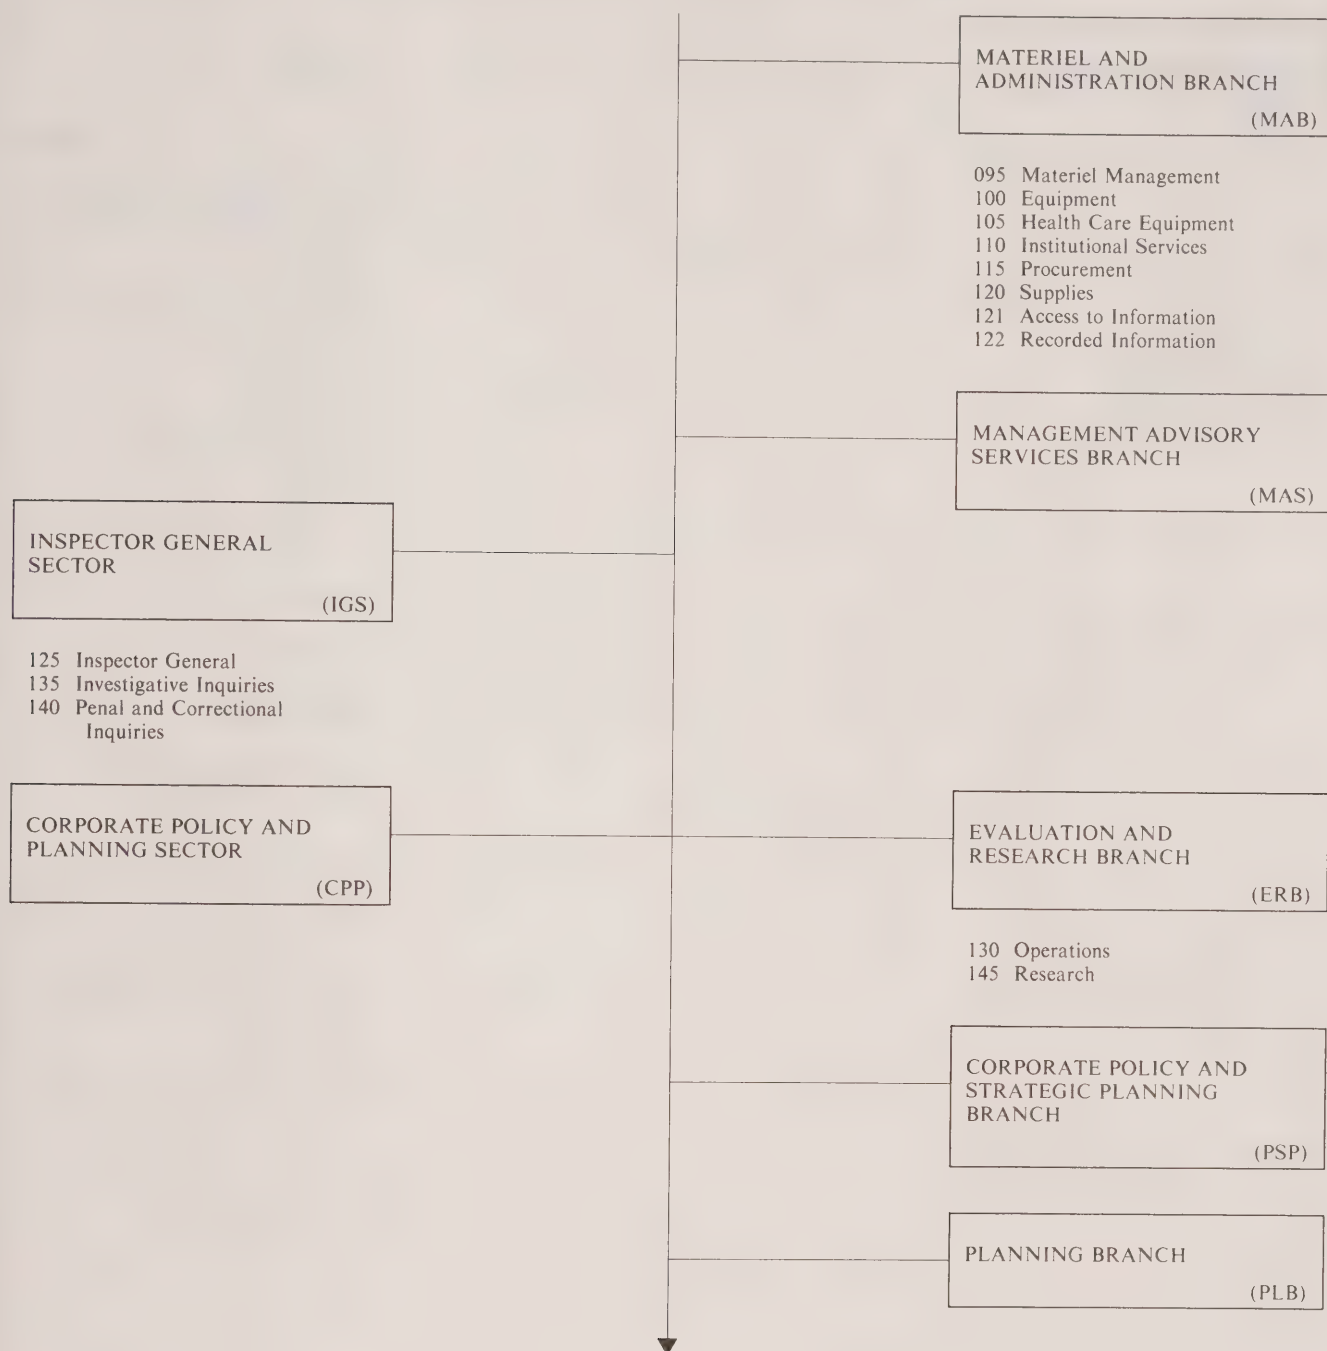 MATERIEL AND
ADMINISTRATION BRANCH
(MAB)
095 Materiel Management
100 Equipment
105 Health Care Equipment
110 Institutional Services
115 Procurement
120 Supplies
121 Access to Information
122 Recorded Information
MANAGEMENT ADVISORY
SERVICES BRANCH
(MAS)
INSPECTOR GENERAL
SECTOR
(IGS)
125 Inspector General
135 Investigative Inquiries
140 Penal and Correctional
Inquiries
CORPORATE POLICY AND
PLANNING SECTOR
(CPP)
EVALUATION AND
RESEARCH BRANCH
(ERB)
130 Operations
145 Research
CORPORATE POLICY AND
STRATEGIC PLANNING
BRANCH
(PSP)
PLANNING BRANCH
(PLB)